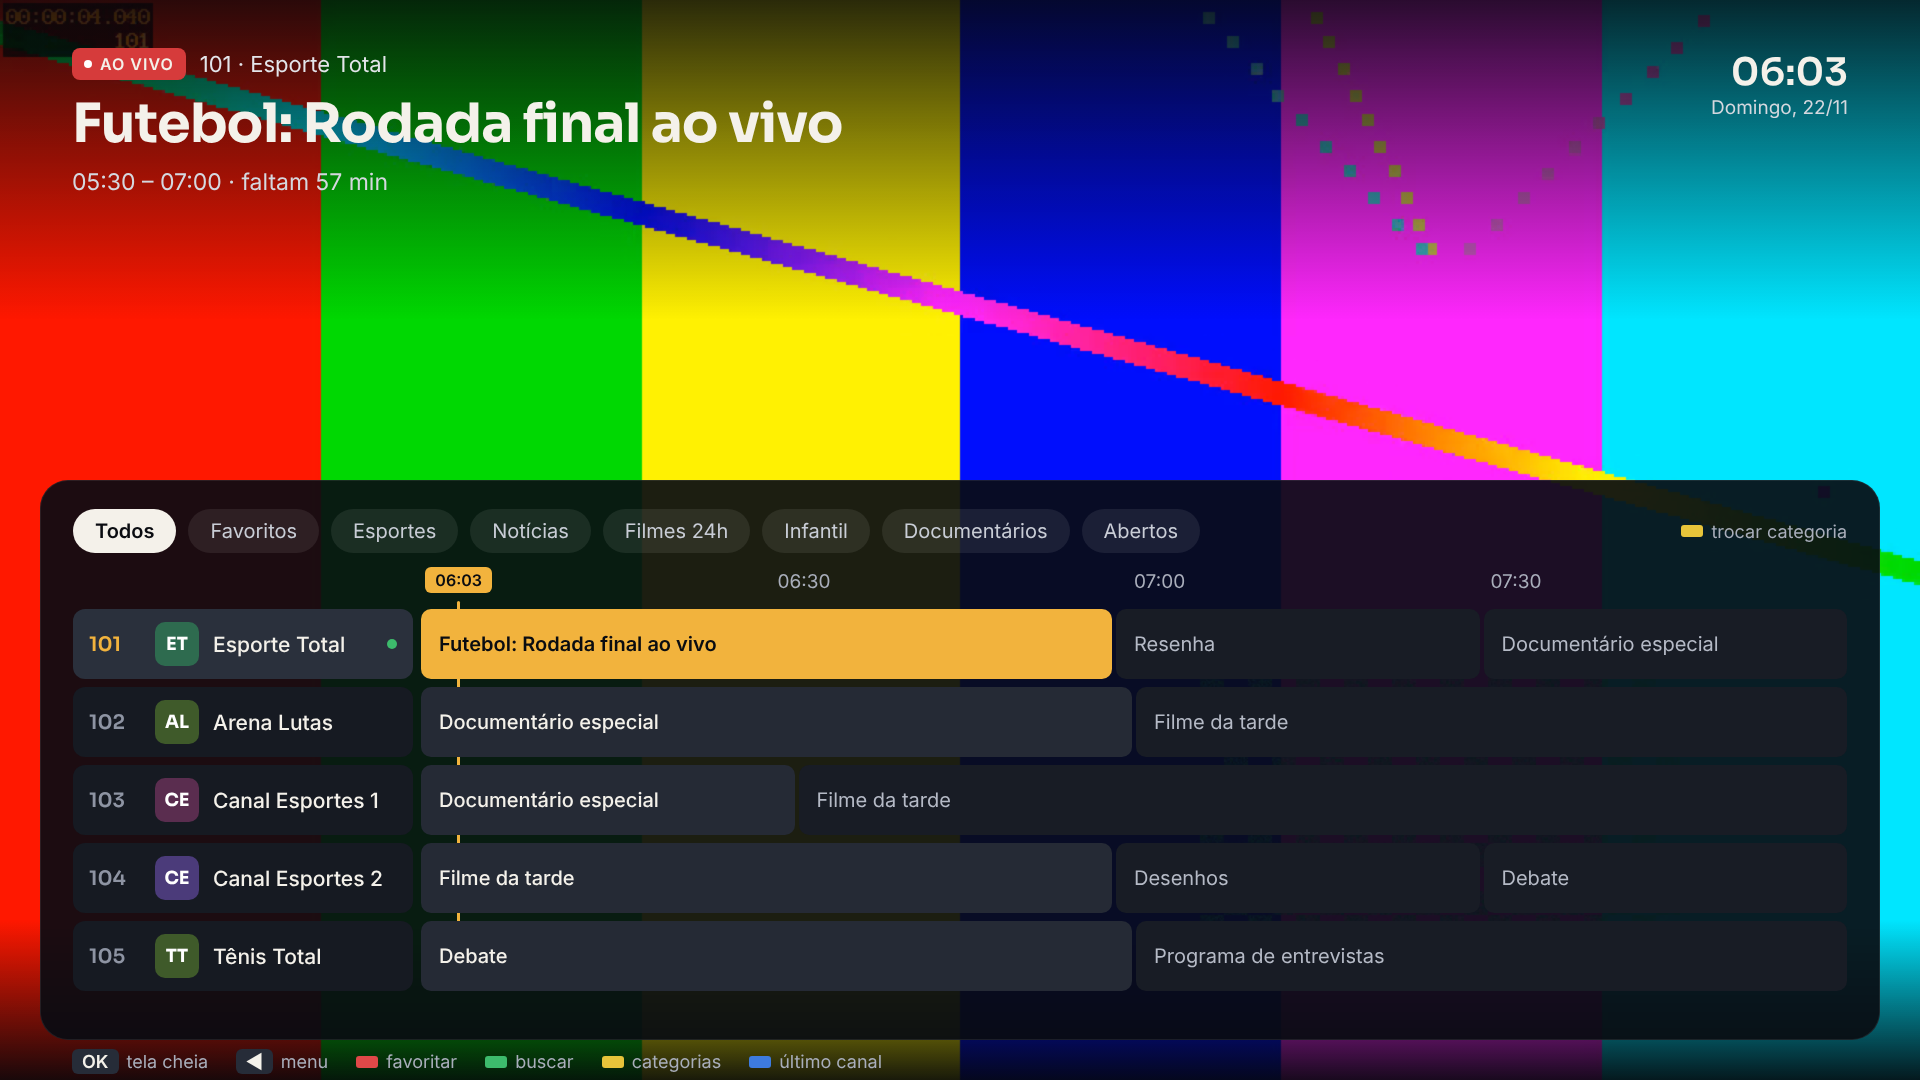 00:00:04.040
101
AO VIVO 101 · Esporte Total
Futebol: Rodada final ao vivo
05:30 – 07:00 · faltam 57 min
06:03
Domingo, 22/11
Todos Favoritos Esportes Notícias Filmes 24h Infantil Documentários Abertos trocar categoria
06:03 06:30 07:00 07:30
101 ET Esporte Total Futebol: Rodada final ao vivo Resenha Documentário especial
102 AL Arena Lutas Documentário especial Filme da tarde
103 CE Canal Esportes 1 Documentário especial Filme da tarde
104 CE Canal Esportes 2 Filme da tarde Desenhos Debate
105 TT Tênis Total Debate Programa de entrevistas
OK tela cheia ◀ menu favoritar buscar categorias último canal